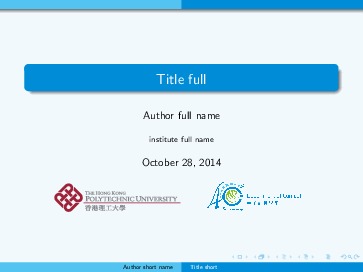 Title full
Author full name
institute full name
October 28, 2014
THE HONG KONG
POLYTECHNIC UNIVERSITY
香港理工大學
Author short name
Title short